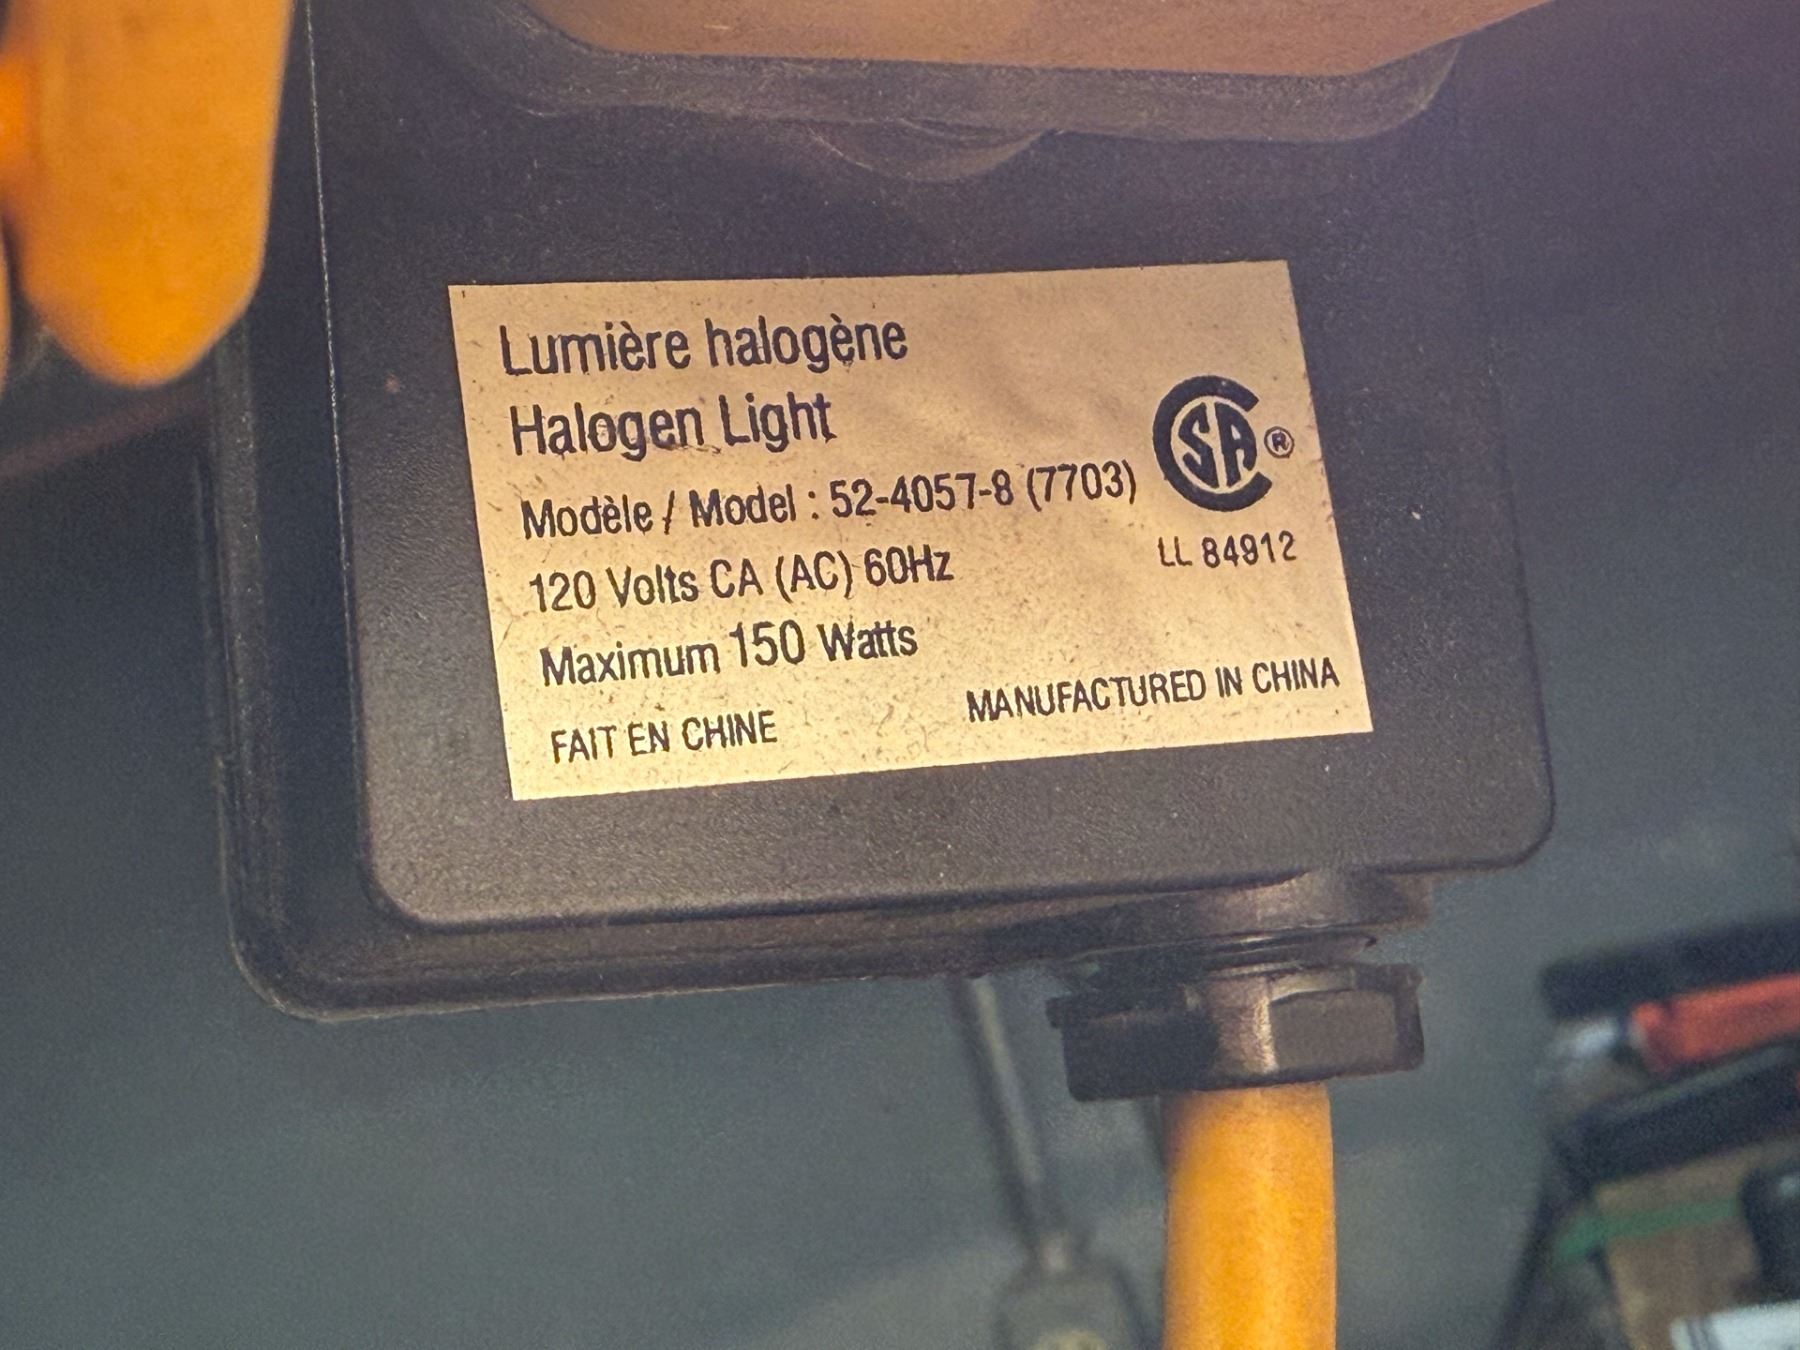 Lumière halogène
Halogen Light
Modèle / Model : 52-4057-8 (7703)
CSA ®
LL 84912
120 Volts CA (AC) 60Hz
Maximum 150 Watts
FAIT EN CHINE
MANUFACTURED IN CHINA